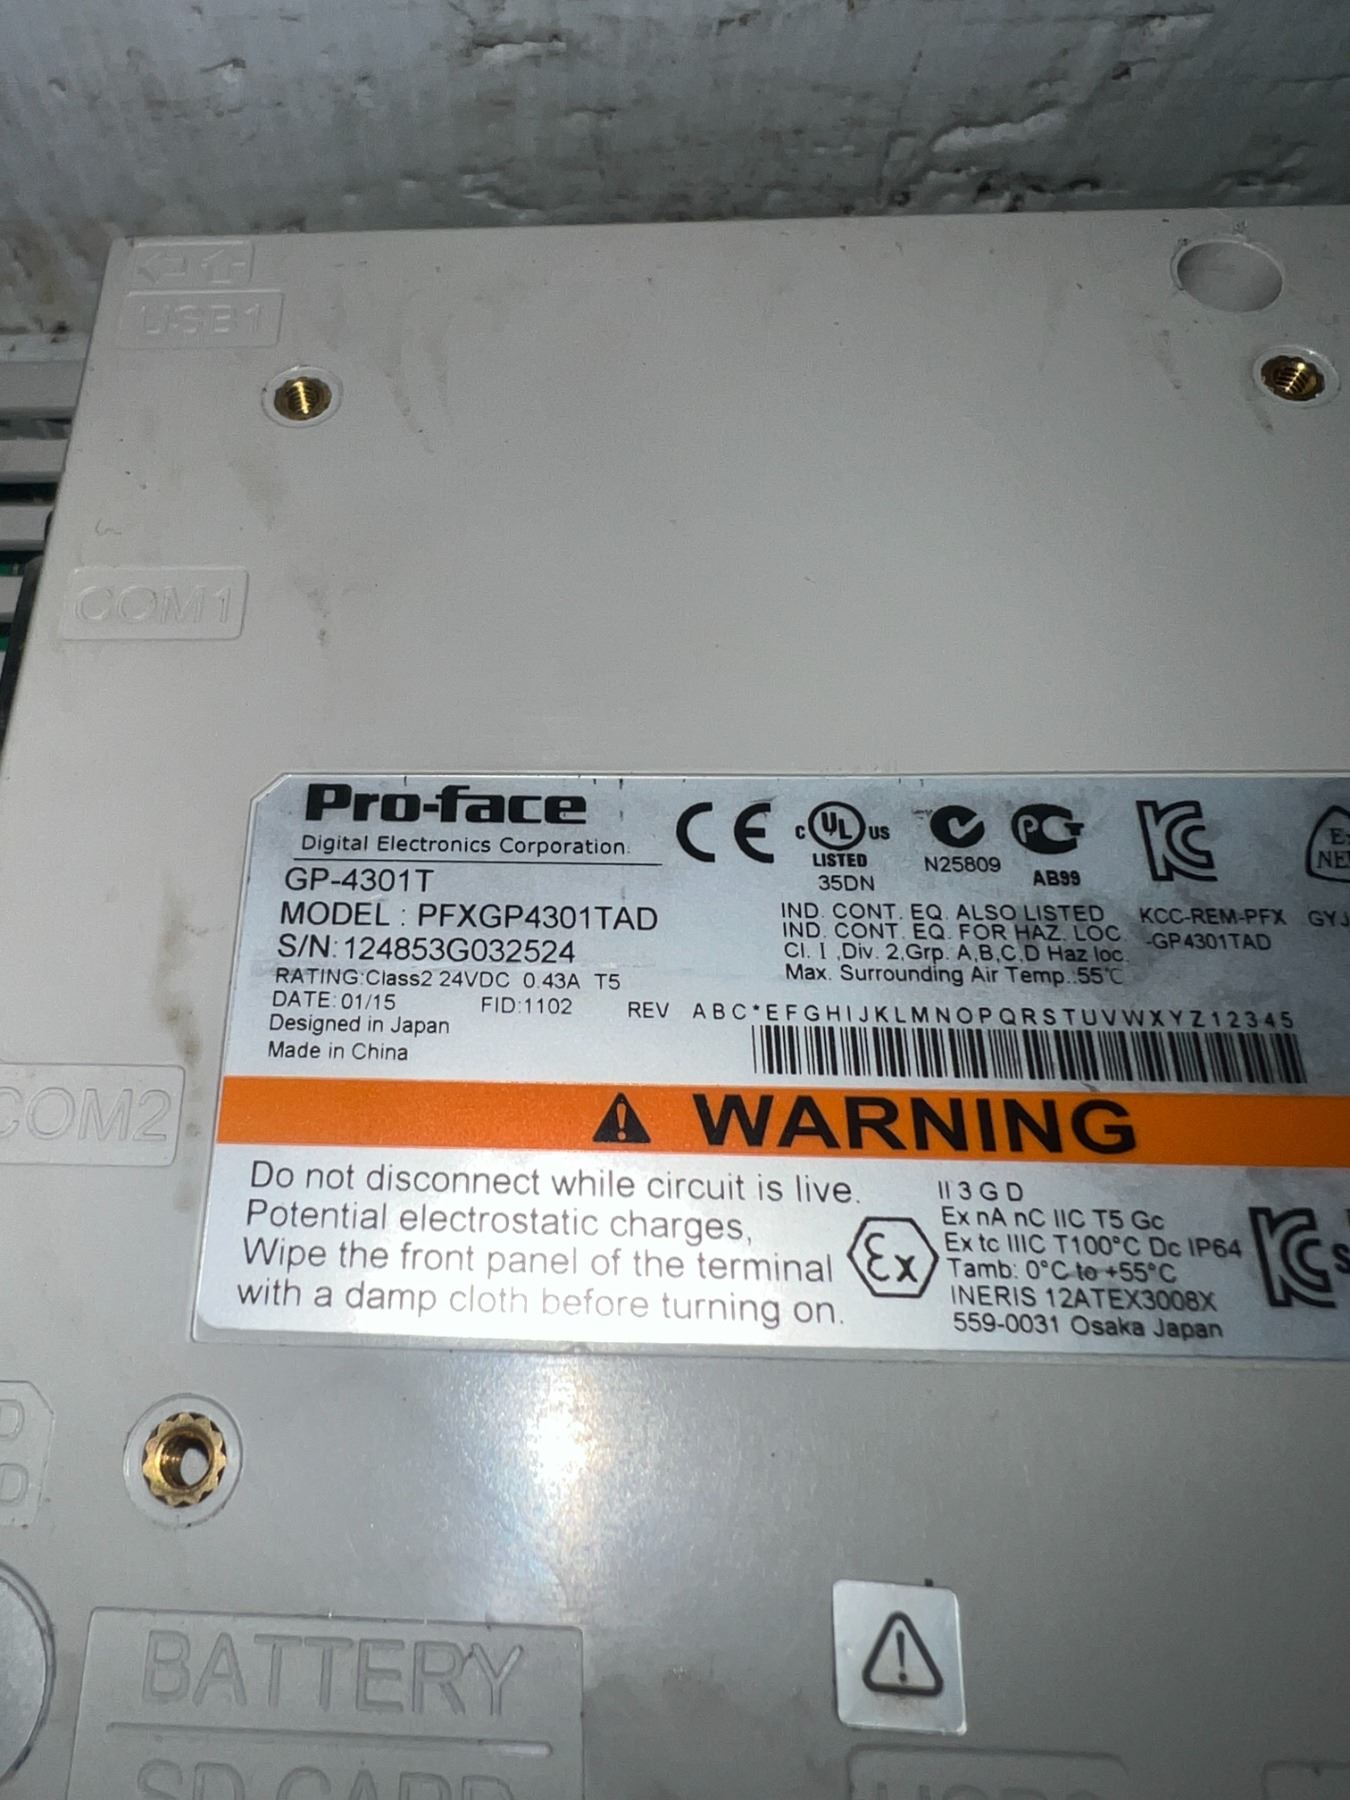 USB1
COM1
Pro-face
Digital Electronics Corporation.
GP-4301T
MODEL : PFXGP4301TAD
S/N: 124853G032524
RATING:Class2 24VDC 0.43A T5
DATE: 01/15 FID:1102
Designed in Japan
Made in China
CE
c UL US
LISTED
35DN
N25809
AB99
IND. CONT. EQ. ALSO LISTED
IND. CONT. EQ. FOR HAZ. LOC.
Cl. I ,Div. 2,Grp. A,B,C,D Haz loc.
Max. Surrounding Air Temp.:55°C
KCC-REM-PFX
-GP4301TAD
REV ABC*EFGHIJKLMNOPQRSTUVWXYZ12345
COM2
WARNING
Do not disconnect while circuit is live.
Potential electrostatic charges,
Wipe the front panel of the terminal
with a damp cloth before turning on.
Ex
II 3 G D
Ex nA nC IIC T5 Gc
Ex tc IIIC T100°C Dc IP64
Tamb: 0°C to +55°C
INERIS 12ATEX3008X
559-0031 Osaka Japan
BATTERY
SD CARD